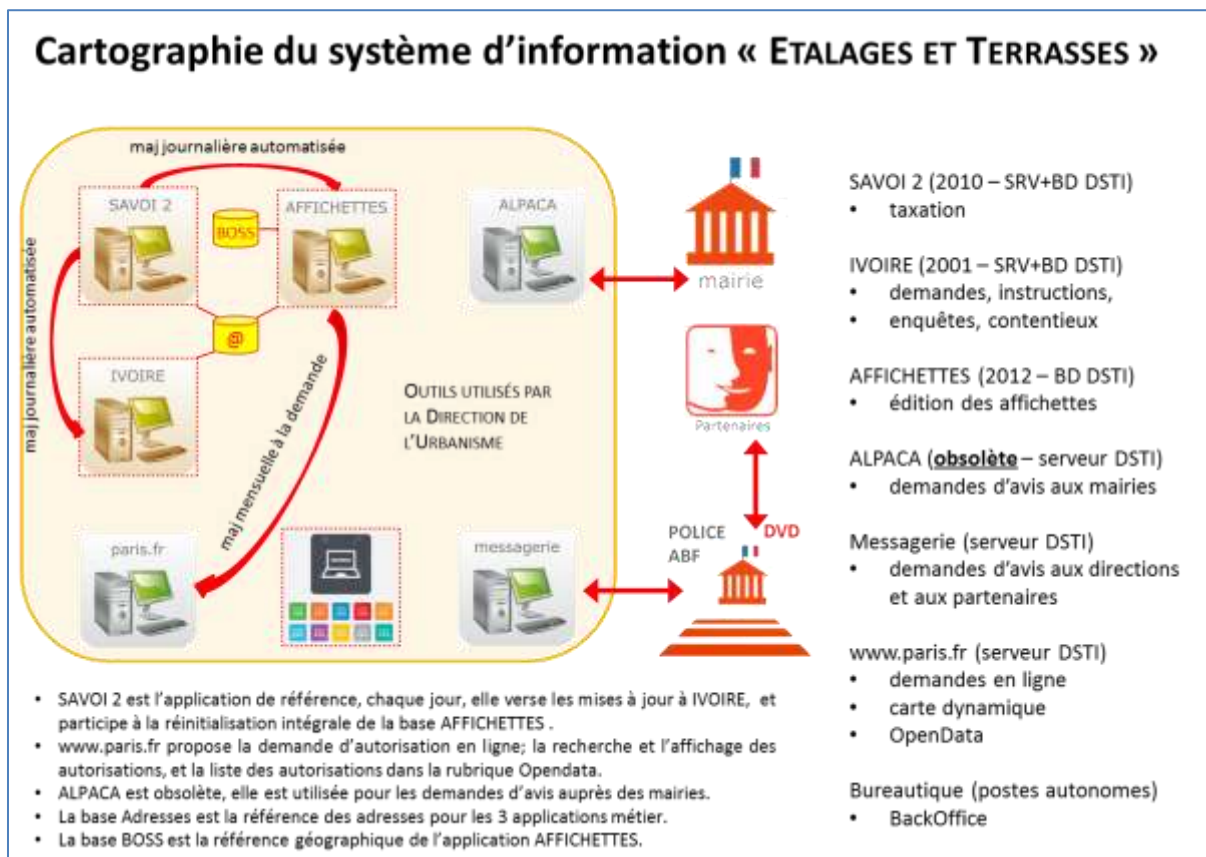 Cartographie du système d’information « ETALAGES ET TERRASSES »
maj journalière automatisée
SAVOI 2
BOSS
AFFICHETTES
ALPACA
mairie
maj journalière automatisée
@
IVOIRE
maj mensuelle à la demande
OUTILS UTILISÉS PAR
LA DIRECTION DE
L’URBANISME
Partenaires
paris.fr
messagerie
POLICE
ABF
DVD
SAVOI 2 (2010 – SRV+BD DSTI)
• taxation
IVOIRE (2001 – SRV+BD DSTI)
• demandes, instructions,
• enquêtes, contentieux
AFFICHETTES (2012 – BD DSTI)
• édition des affichettes
ALPACA (obsolète – serveur DSTI)
• demandes d’avis aux mairies
Messagerie (serveur DSTI)
• demandes d’avis aux directions
et aux partenaires
www.paris.fr (serveur DSTI)
• demandes en ligne
• carte dynamique
• OpenData
Bureautique (postes autonomes)
• BackOffice
• SAVOI 2 est l’application de référence, chaque jour, elle verse les mises à jour à IVOIRE, et
participe à la réinitialisation intégrale de la base AFFICHETTES .
• www.paris.fr propose la demande d’autorisation en ligne; la recherche et l’affichage des
autorisations, et la liste des autorisations dans la rubrique Opendata.
• ALPACA est obsolète, elle est utilisée pour les demandes d’avis auprès des mairies.
• La base Adresses est la référence des adresses pour les 3 applications métier.
• La base BOSS est la référence géographique de l’application AFFICHETTES.